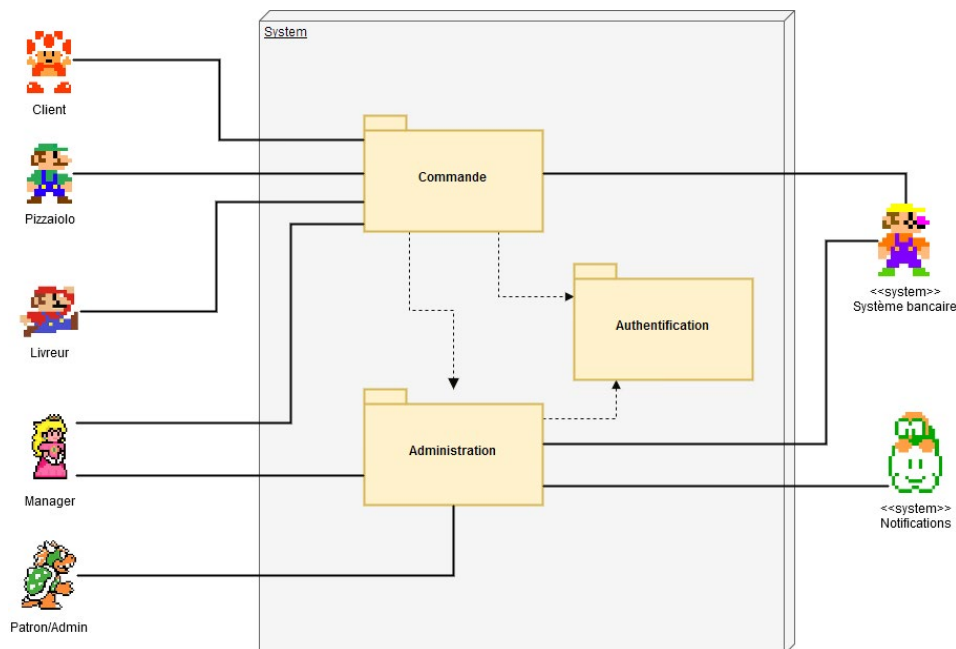 System
Client
Commande
Pizzaiolo
<<system>>
Système bancaire
Authentification
Livreur
Administration
Manager
<<system>>
Notifications
Patron/Admin